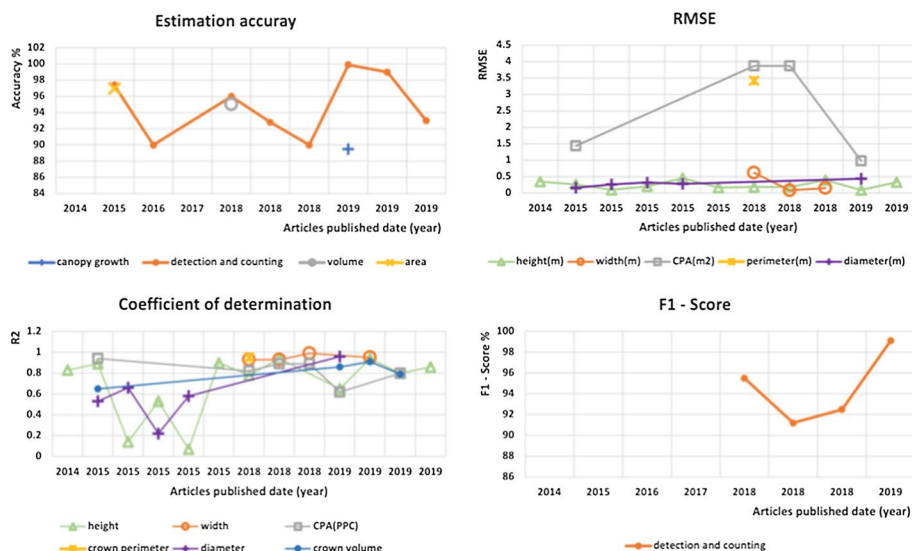 Estimation accuray
Accuracy %
102
100
98
96
94
92
90
88
86
84
2014 2015 2016 2017 2018 2018 2018 2019 2019 2019
Articles published date (year)
canopy growth detection and counting volume area
RMSE
RMSE
4.5
4
3.5
3
2.5
2
1.5
1
0.5
0
2014 2015 2015 2015 2015 2015 2018 2018 2018 2019 2019
Articles published date (year)
height(m) width(m) CPA(m2) perimeter(m) diameter(m)
Coefficient of determination
R2
1.2
1
0.8
0.6
0.4
0.2
0
2014 2015 2015 2015 2015 2015 2018 2018 2018 2019 2019 2019 2019
Articles published date (year)
height width CPA(PPC)
crown perimeter diameter crown volume
F1 - Score
F1 - Score %
100
98
96
94
92
90
88
86
2014 2015 2016 2017 2018 2018 2018 2019
Articles published date (year)
detection and counting